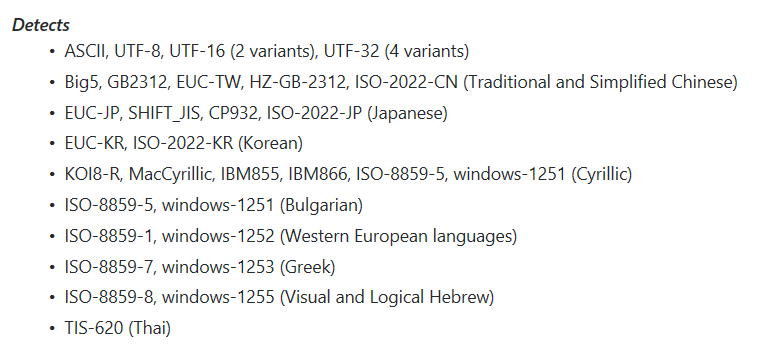 Detects
• ASCII, UTF-8, UTF-16 (2 variants), UTF-32 (4 variants)
• Big5, GB2312, EUC-TW, HZ-GB-2312, ISO-2022-CN (Traditional and Simplified Chinese)
• EUC-JP, SHIFT_JIS, CP932, ISO-2022-JP (Japanese)
• EUC-KR, ISO-2022-KR (Korean)
• KOI8-R, MacCyrillic, IBM855, IBM866, ISO-8859-5, windows-1251 (Cyrillic)
• ISO-8859-5, windows-1251 (Bulgarian)
• ISO-8859-1, windows-1252 (Western European languages)
• ISO-8859-7, windows-1253 (Greek)
• ISO-8859-8, windows-1255 (Visual and Logical Hebrew)
• TIS-620 (Thai)